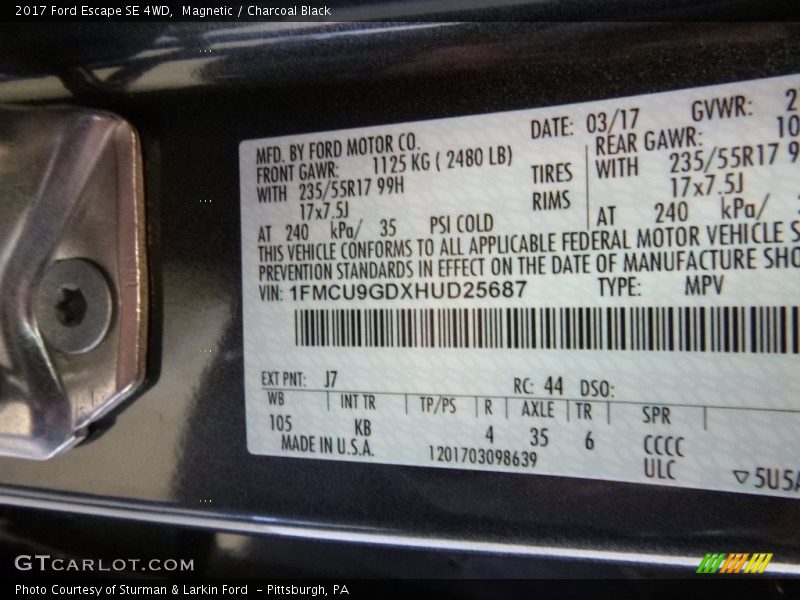 2017 Ford Escape SE 4WD, Magnetic / Charcoal Black
MFD. BY FORD MOTOR CO.
DATE: 03/17
GVWR: 2
FRONT GAWR: 1125 KG ( 2480 LB)
REAR GAWR: 10
WITH 235/55R17 99H
TIRES
WITH 235/55R17 9
17x7.5J
RIMS
17x7.5J
AT 240 kPa/ 35 PSI COLD
AT 240 kPa/
THIS VEHICLE CONFORMS TO ALL APPLICABLE FEDERAL MOTOR VEHICLE S
PREVENTION STANDARDS IN EFFECT ON THE DATE OF MANUFACTURE SHO
VIN: 1FMCU9GDXHUD25687 TYPE: MPV
EXT PNT: J7 RC: 44 DSO:
WB INT TR TP/PS R AXLE TR SPR
105 KB 4 35 6 CCCC
MADE IN U.S.A. 1201703098639 ULC ▽5U5A
GTCARLOT.COM
Photo Courtesy of Sturman & Larkin Ford - Pittsburgh, PA